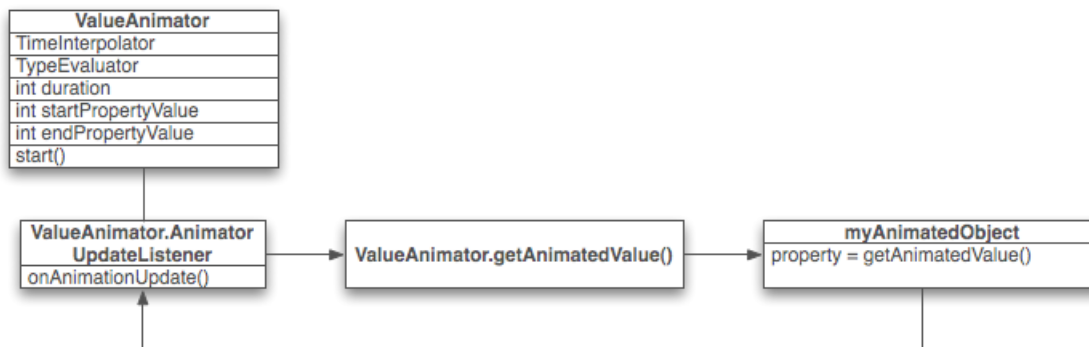 ValueAnimator
TimeInterpolator
TypeEvaluator
int duration
int startPropertyValue
int endPropertyValue
start()
ValueAnimator.Animator
UpdateListener
onAnimationUpdate()
ValueAnimator.getAnimatedValue()
myAnimatedObject
property = getAnimatedValue()